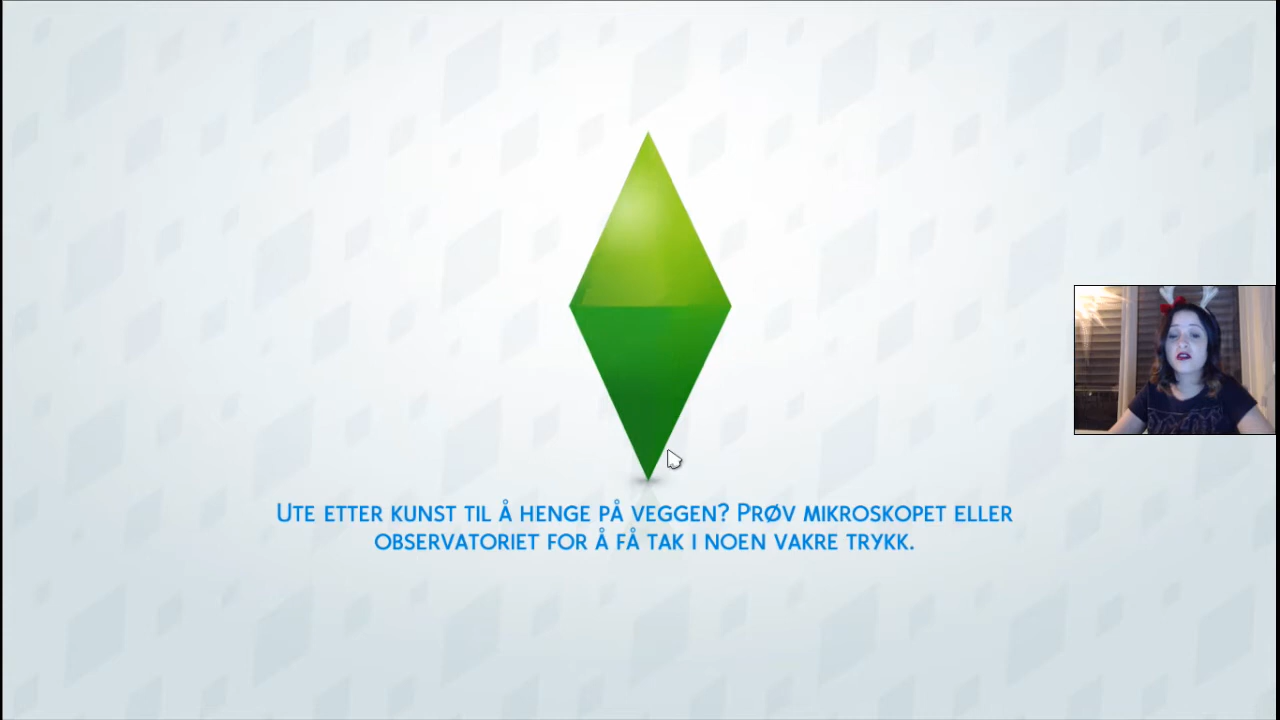 Ute etter kunst til å henge på veggen? Prøv mikroskopet eller
observatoriet for å få tak i noen vakre trykk.